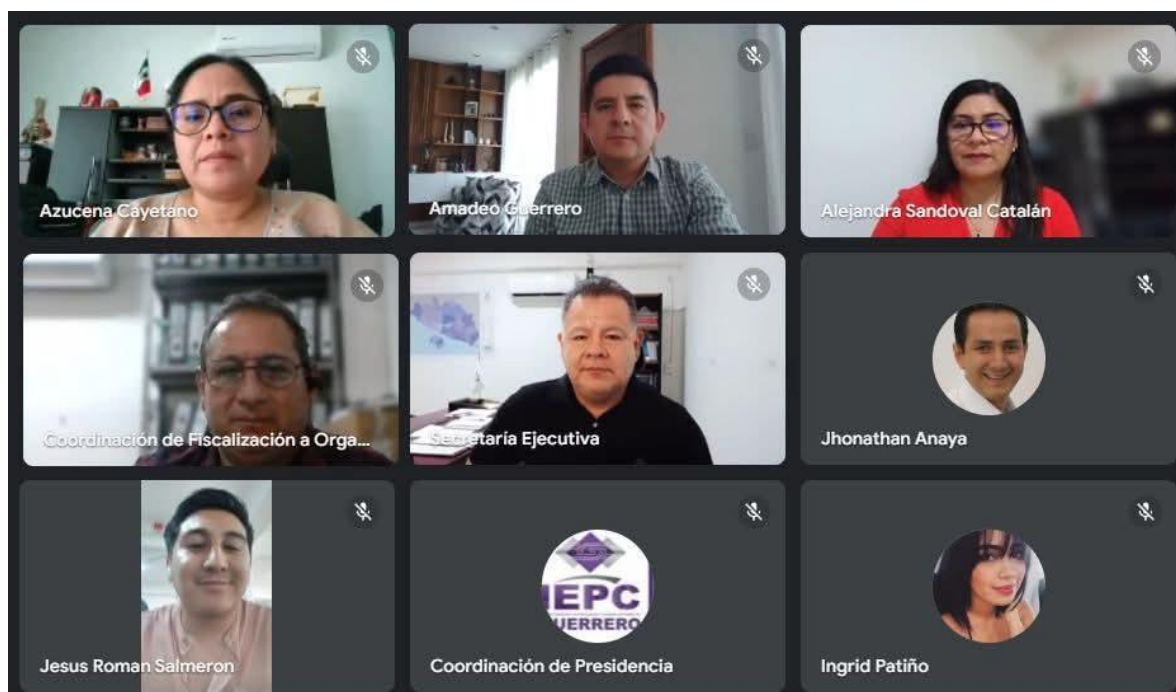 Azucena Cayetano
Amadeo Guerrero
Alejandra Sandoval Catalán
Coordinación de Fiscalización a Orga...
Secretaría Ejecutiva
Jhonathan Anaya
Jesus Roman Salmeron
IEPC
GUERRERO
Coordinación de Presidencia
Ingrid Patiño